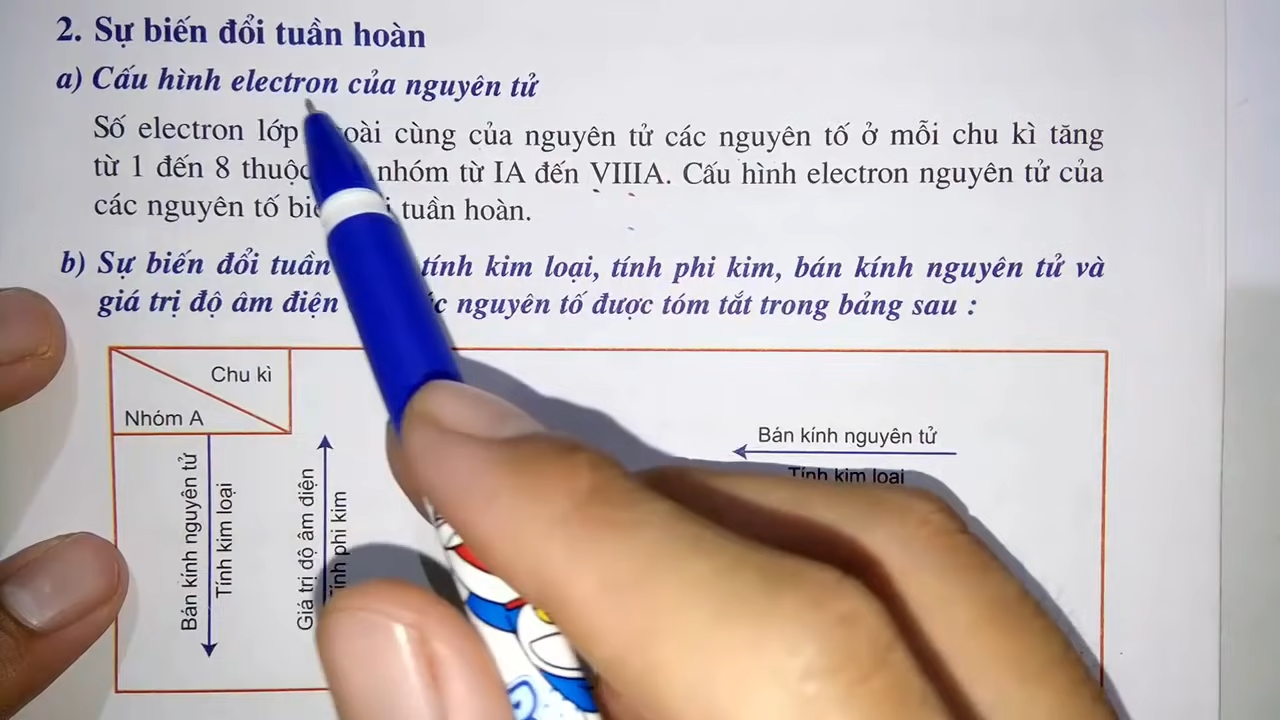 2. Sự biến đổi tuần hoàn
a) Cấu hình electron của nguyên tử
Số electron lớp cùng của nguyên tử các nguyên tố ở mỗi chu kì tăng
từ 1 đến 8 nhóm từ IA đến VIIIA. Cấu hình electron nguyên tử của
các nguyên tố tuần hoàn.
b) Sự biến đổi tuần tính kim loại, tính phi kim, bán kính nguyên tử và
giá trị độ âm điện nguyên tố được tóm tắt trong bảng sau :
Chu kì
Nhóm A
Bán kính nguyên tử
Tính kim loại
Bán kính nguyên tử
Tính kim loại
Giá trị độ âm điện
phi kim